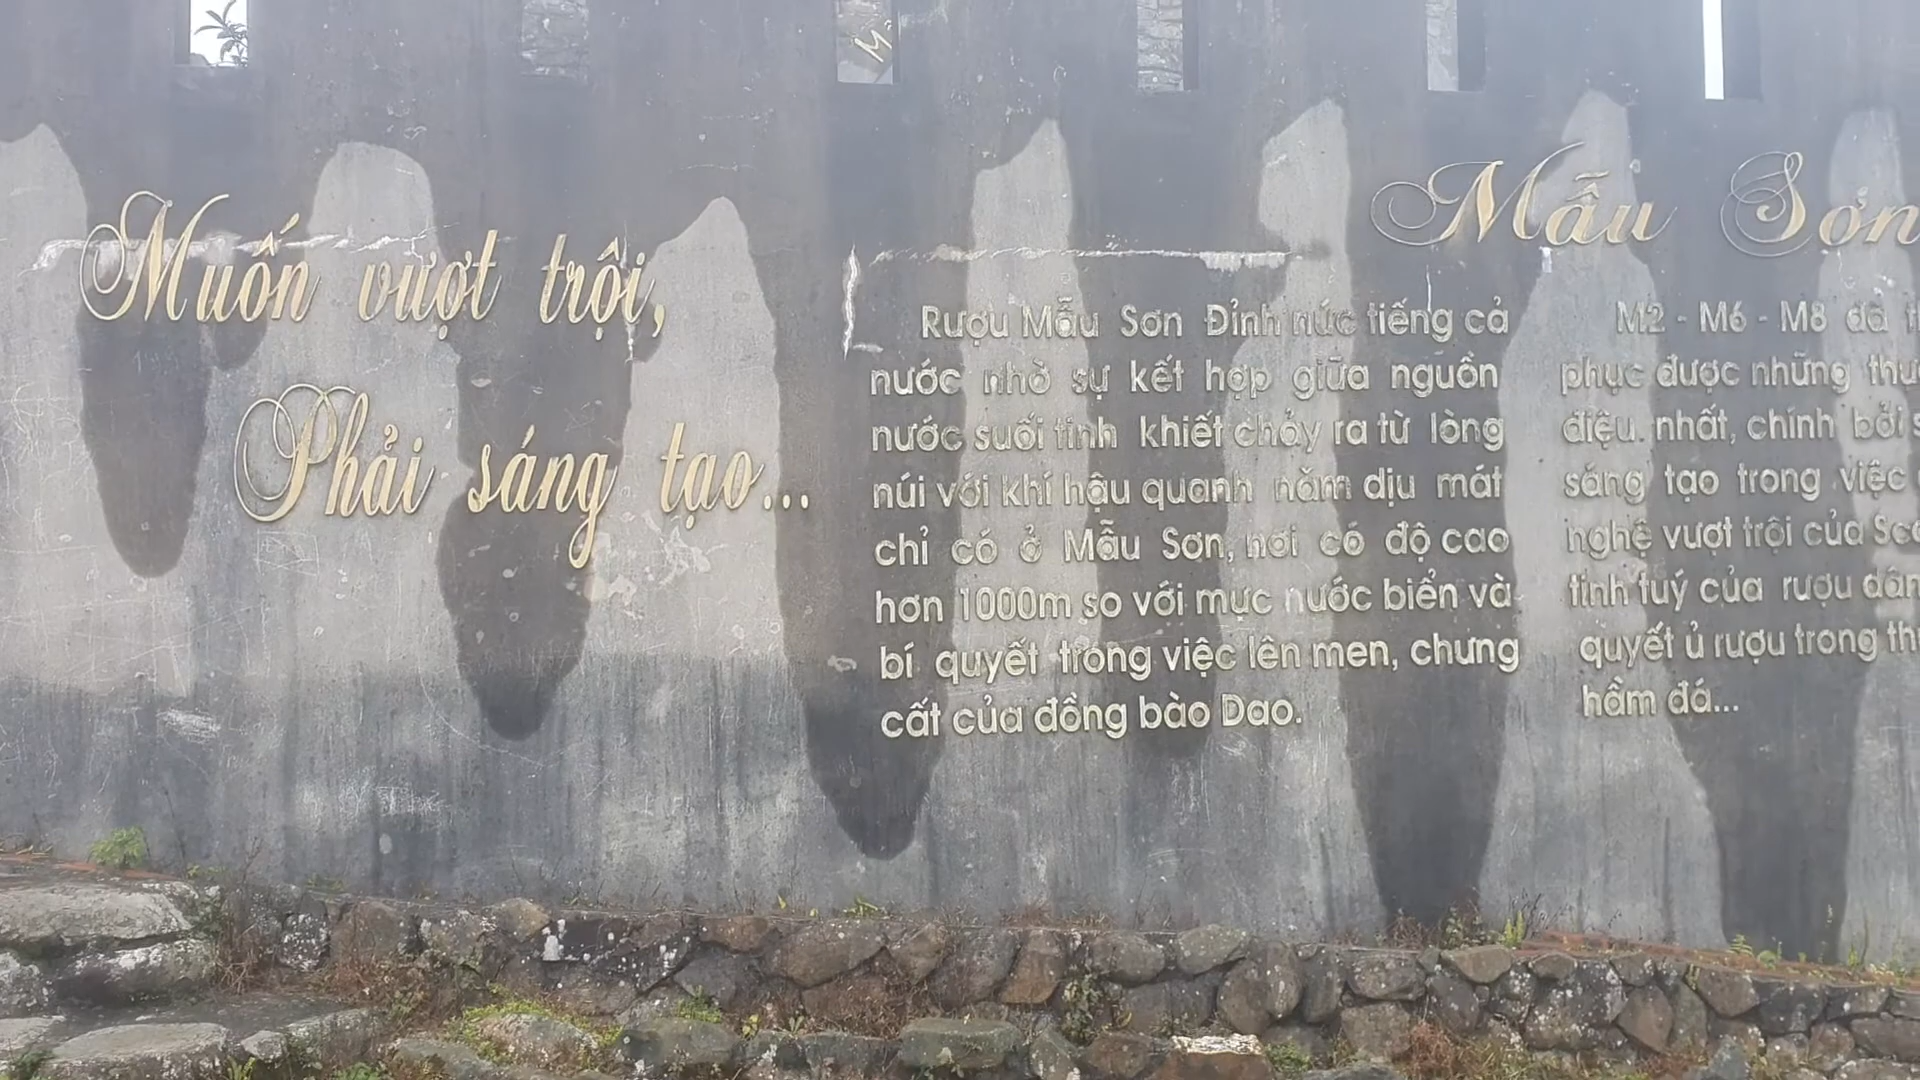 Muốn vượt trội,
Phải sáng tạo...
Mẫu Sơn
Rượu Mẫu Sơn Đỉnh nức tiếng cả
nước nhờ sự kết hợp giữa nguồn
nước suối tinh khiết chảy ra từ lòng
núi với khí hậu quanh năm dịu mát
chỉ có ở Mẫu Sơn, nơi có độ cao
hơn 1000m so với mực nước biển và
bí quyết trong việc lên men, chưng
cất của đồng bào Dao.
M2 - M6 - M8 đã
phục được những
điệu. nhất, chính bởi
sáng tạo trong việc
nghệ vượt trội của
tinh tuý của rượu
quyết ủ rượu trong
hầm đá...